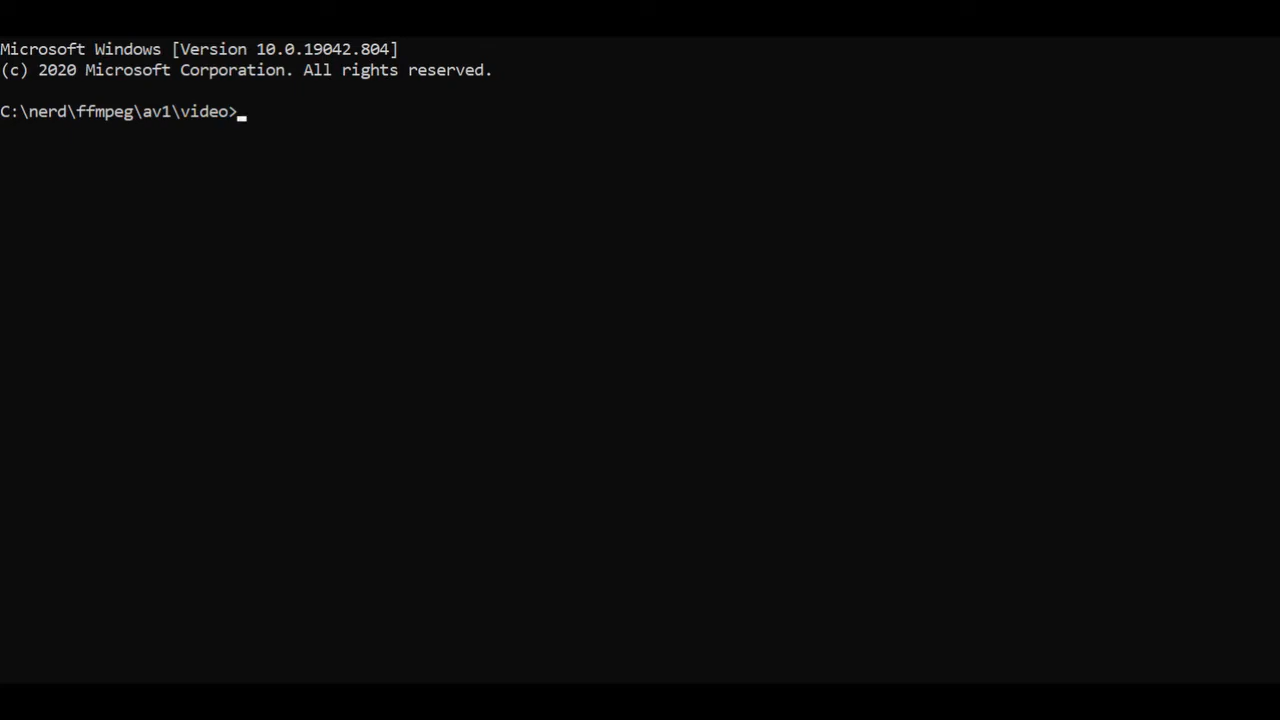 Microsoft Windows [Version 10.0.19042.804]
(c) 2020 Microsoft Corporation. All rights reserved.
C:\nerd\ffmpeg\av1\video>